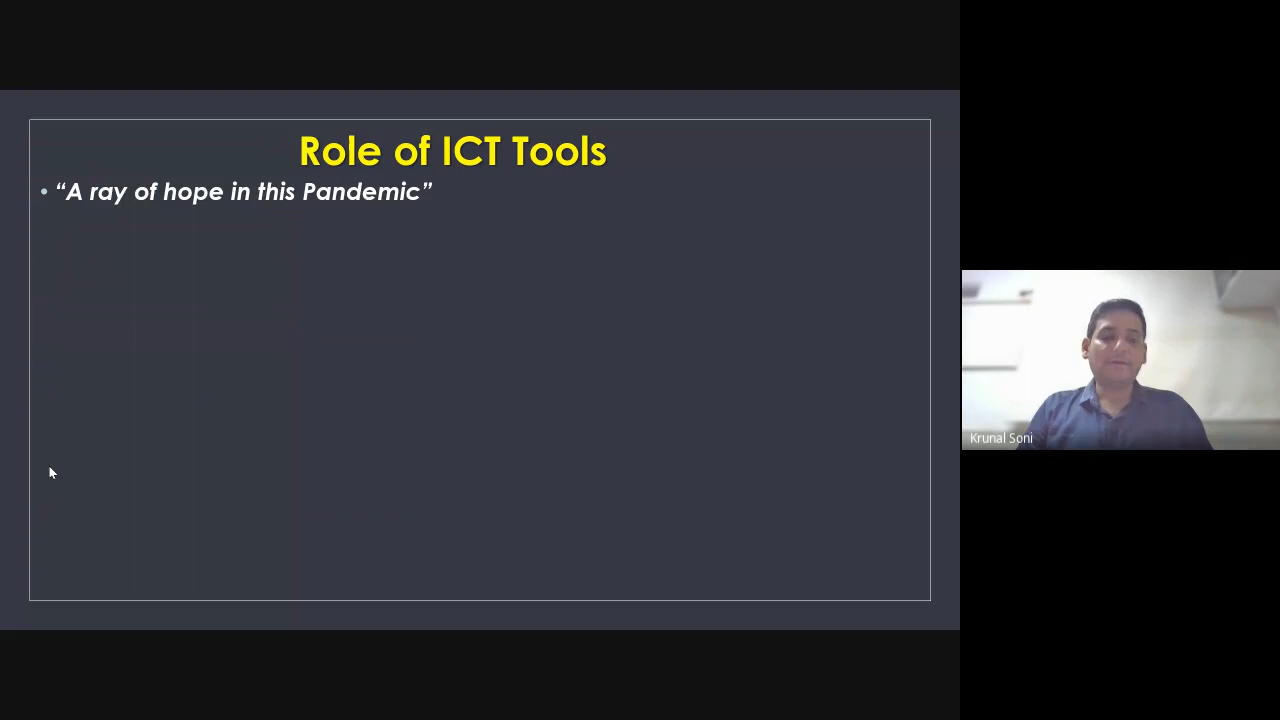 Role of ICT Tools
• “A ray of hope in this Pandemic”
Krunal Soni